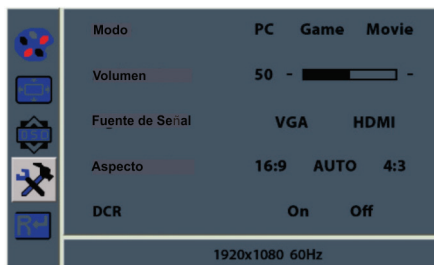 Modo PC Game Movie
Volumen 50 - -
Fuente de Señal VGA HDMI
Aspecto 16:9 AUTO 4:3
OSD
DCR On Off
R
1920x1080 60Hz